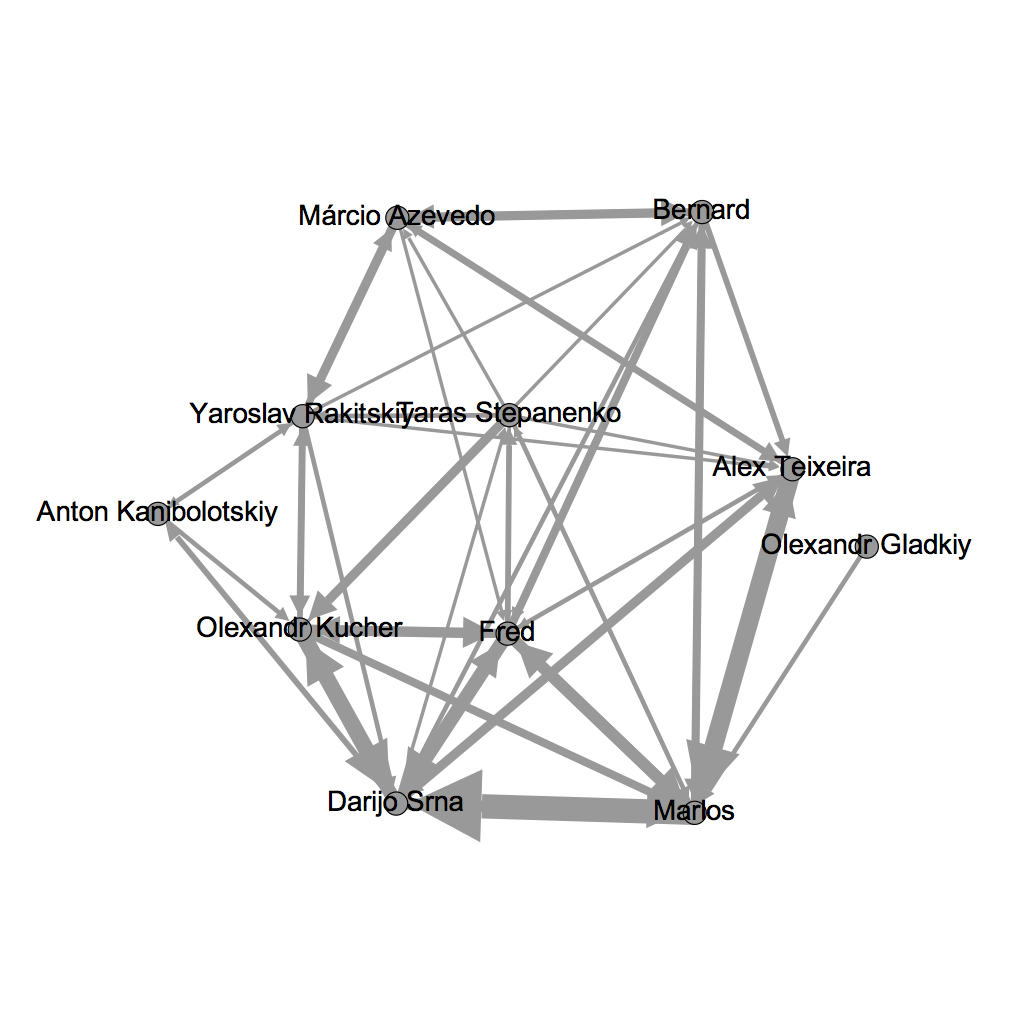 Márcio Azevedo
Bernard
Yaroslav Rakitskiy
Taras Stepanenko
Alex Teixeira
Anton Kanibolotskiy
Olexandr Gladkiy
Olexandr Kucher
Fred
Darijo Srna
Marlos